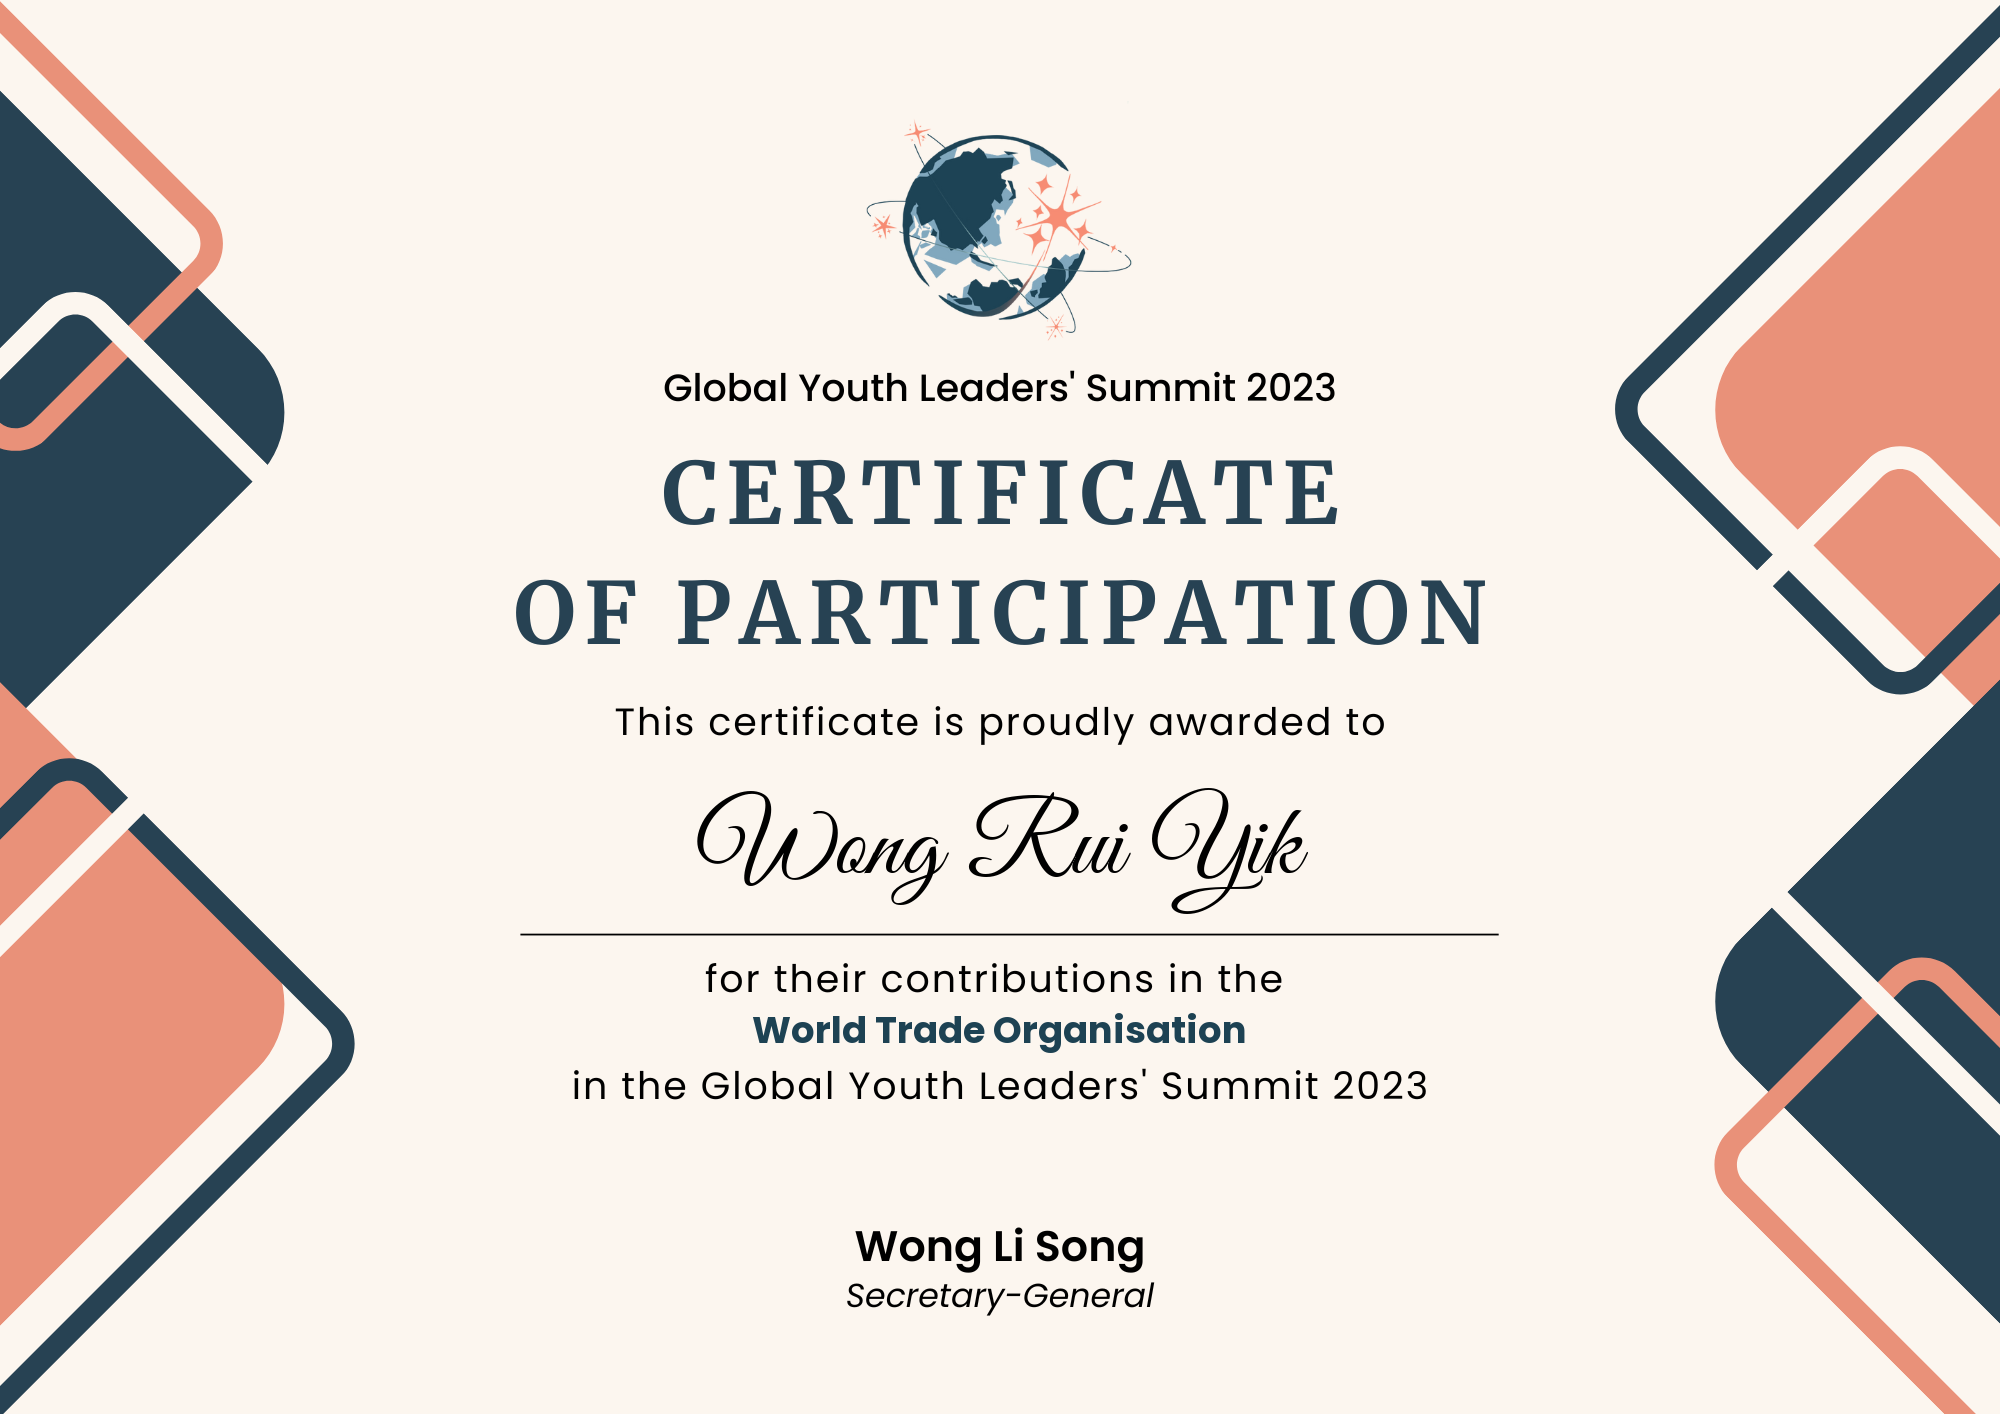 Global Youth Leaders' Summit 2023
CERTIFICATE
OF PARTICIPATION
This certificate is proudly awarded to
Wong Rui Yik
for their contributions in the
World Trade Organisation
in the Global Youth Leaders' Summit 2023
Wong Li Song
Secretary-General